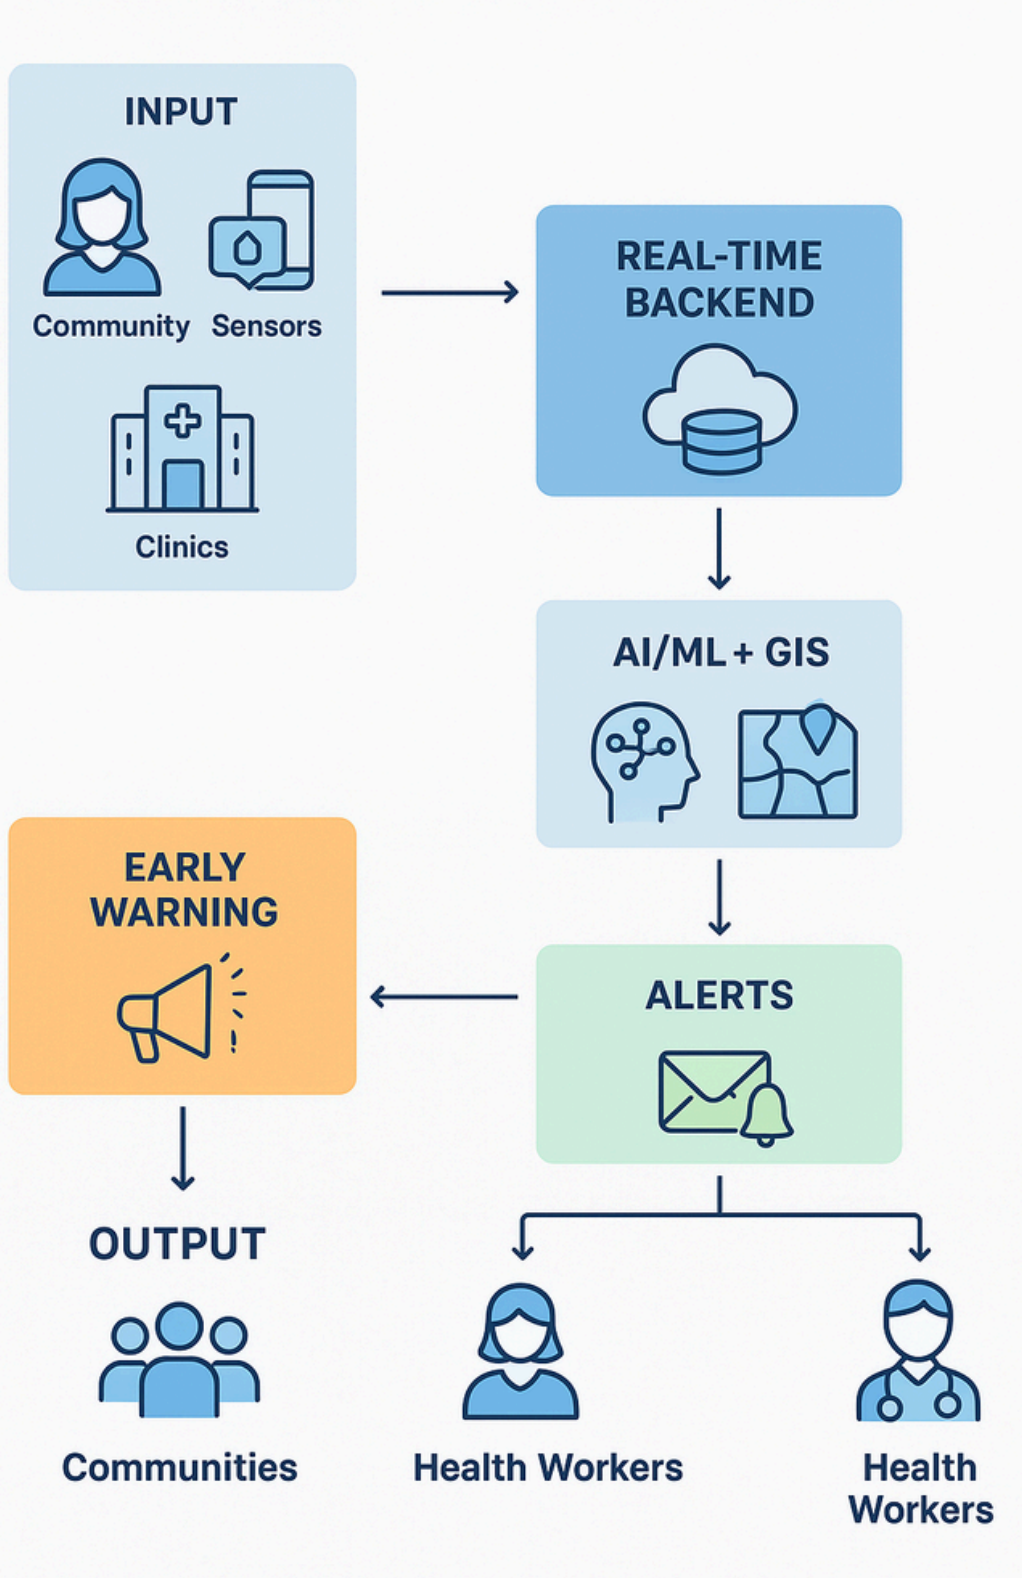 INPUT
Community
Sensors
Clinics
REAL-TIME
BACKEND
AI/ML + GIS
ALERTS
EARLY
WARNING
OUTPUT
Communities
Health Workers
Health
Workers